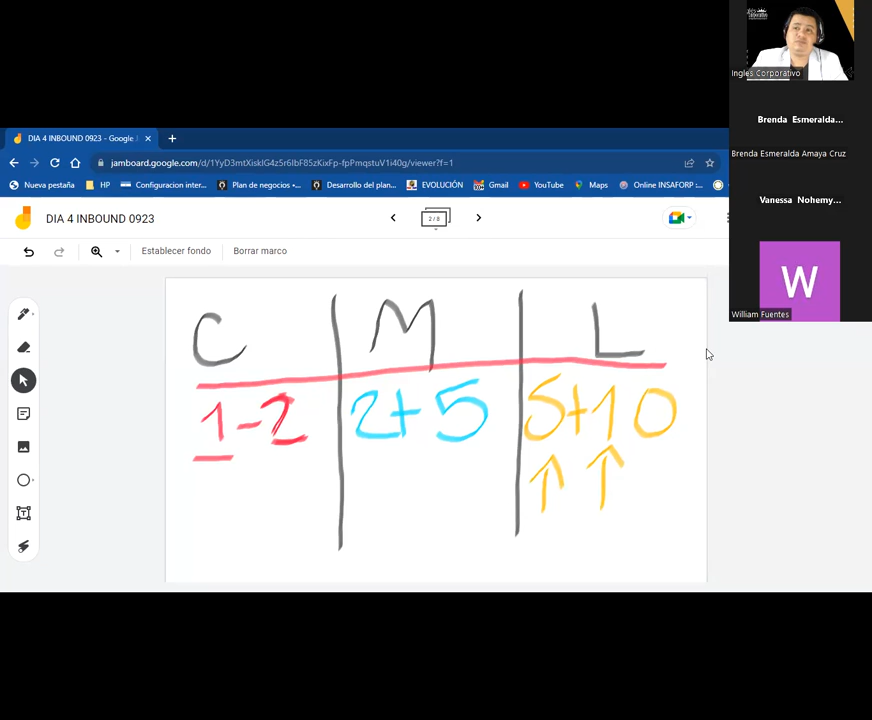 DIA 4 INBOUND 0923 - Google
jamboard.google.com/d/1YyD3mtXisklG4z5r6IbF8SzKixFp-fpPmqstuV1i40g/viewer?f=1
Nueva pestaña HP Configuracion inter... Plan de negocios •... Desarrollo del plan... EVOLUCIÓN Gmail YouTube Maps Online INSAFORP :...
DIA 4 INBOUND 0923
2 / 8
Establecer fondo Borrar marco
C M L
1-2 2+5 5+10
Ingles Corporativo
Brenda Esmeralda...
Brenda Esmeralda Amaya Cruz
Vanessa Nohemy...
W
William Fuentes